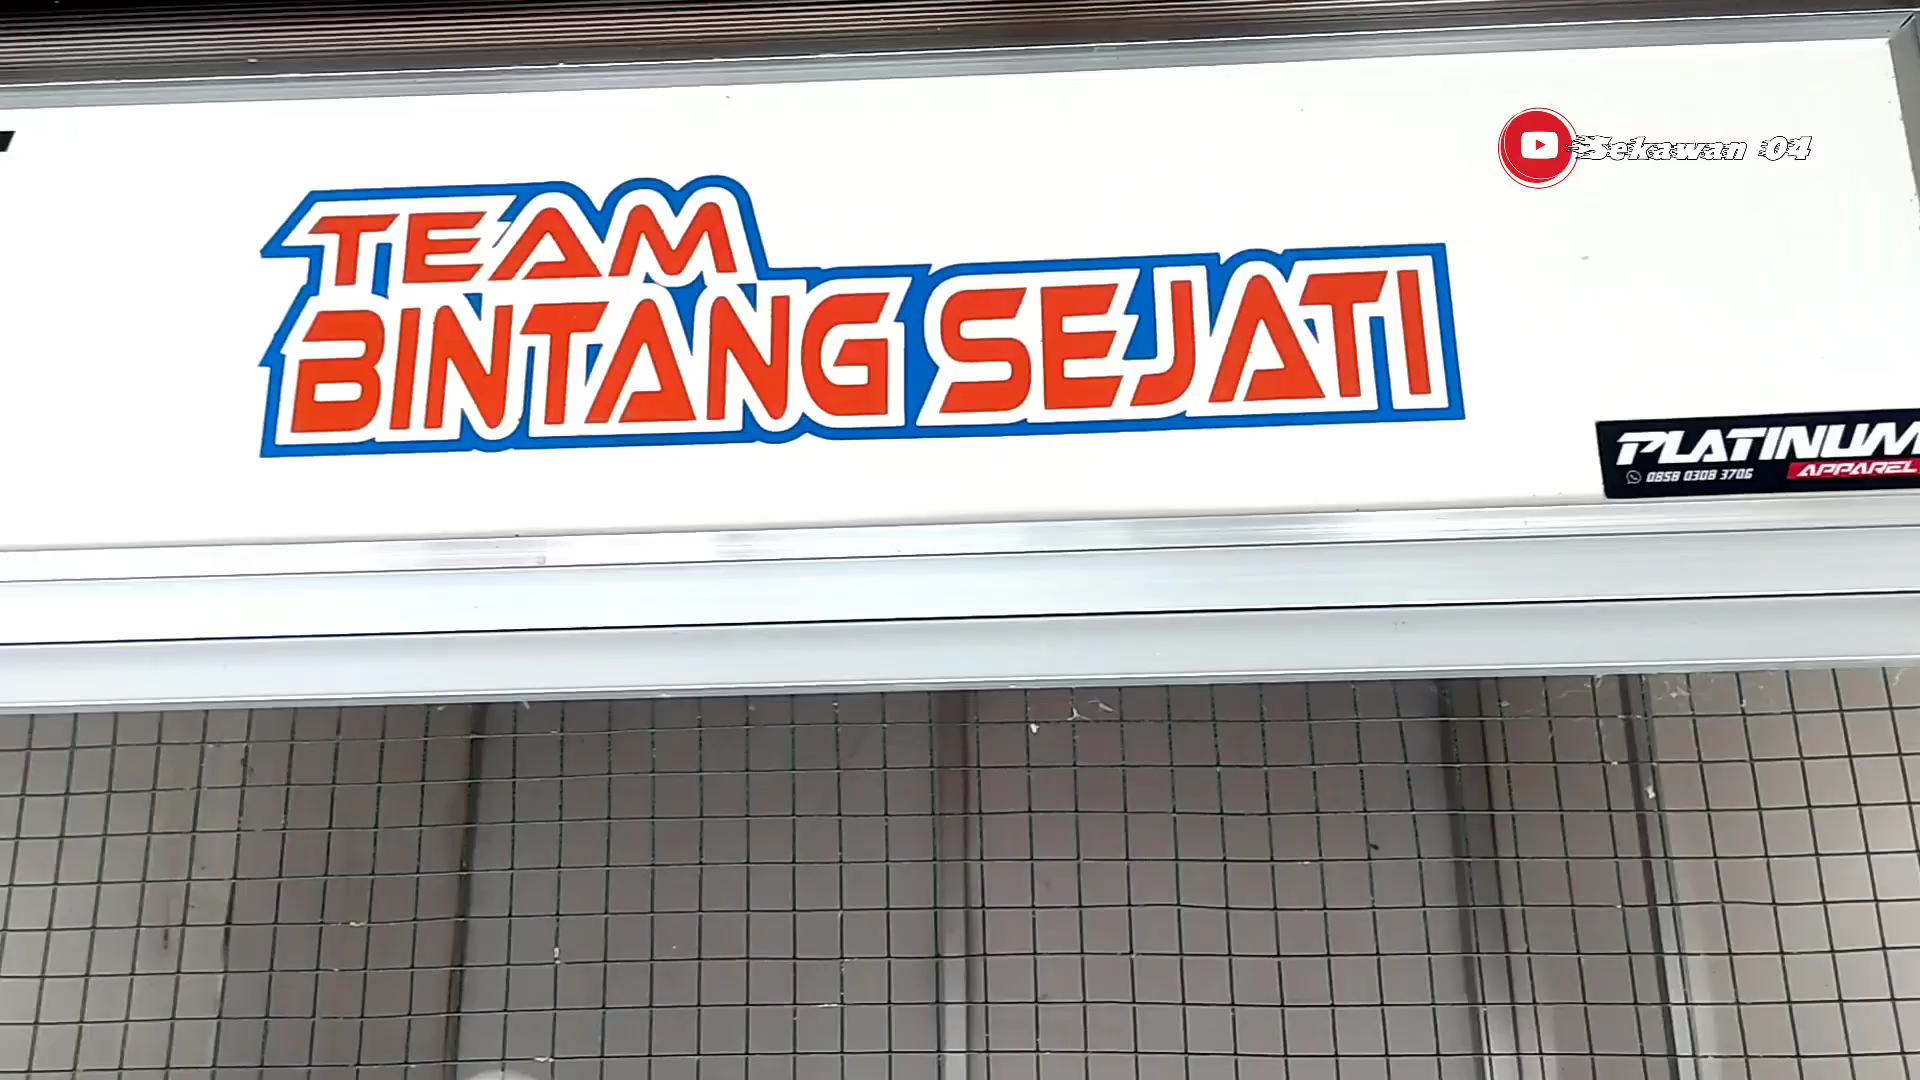 Sekawan 04
TEAM
BINTANG SEJATI
PLATINUM
0858 0308 3706
APPAREL